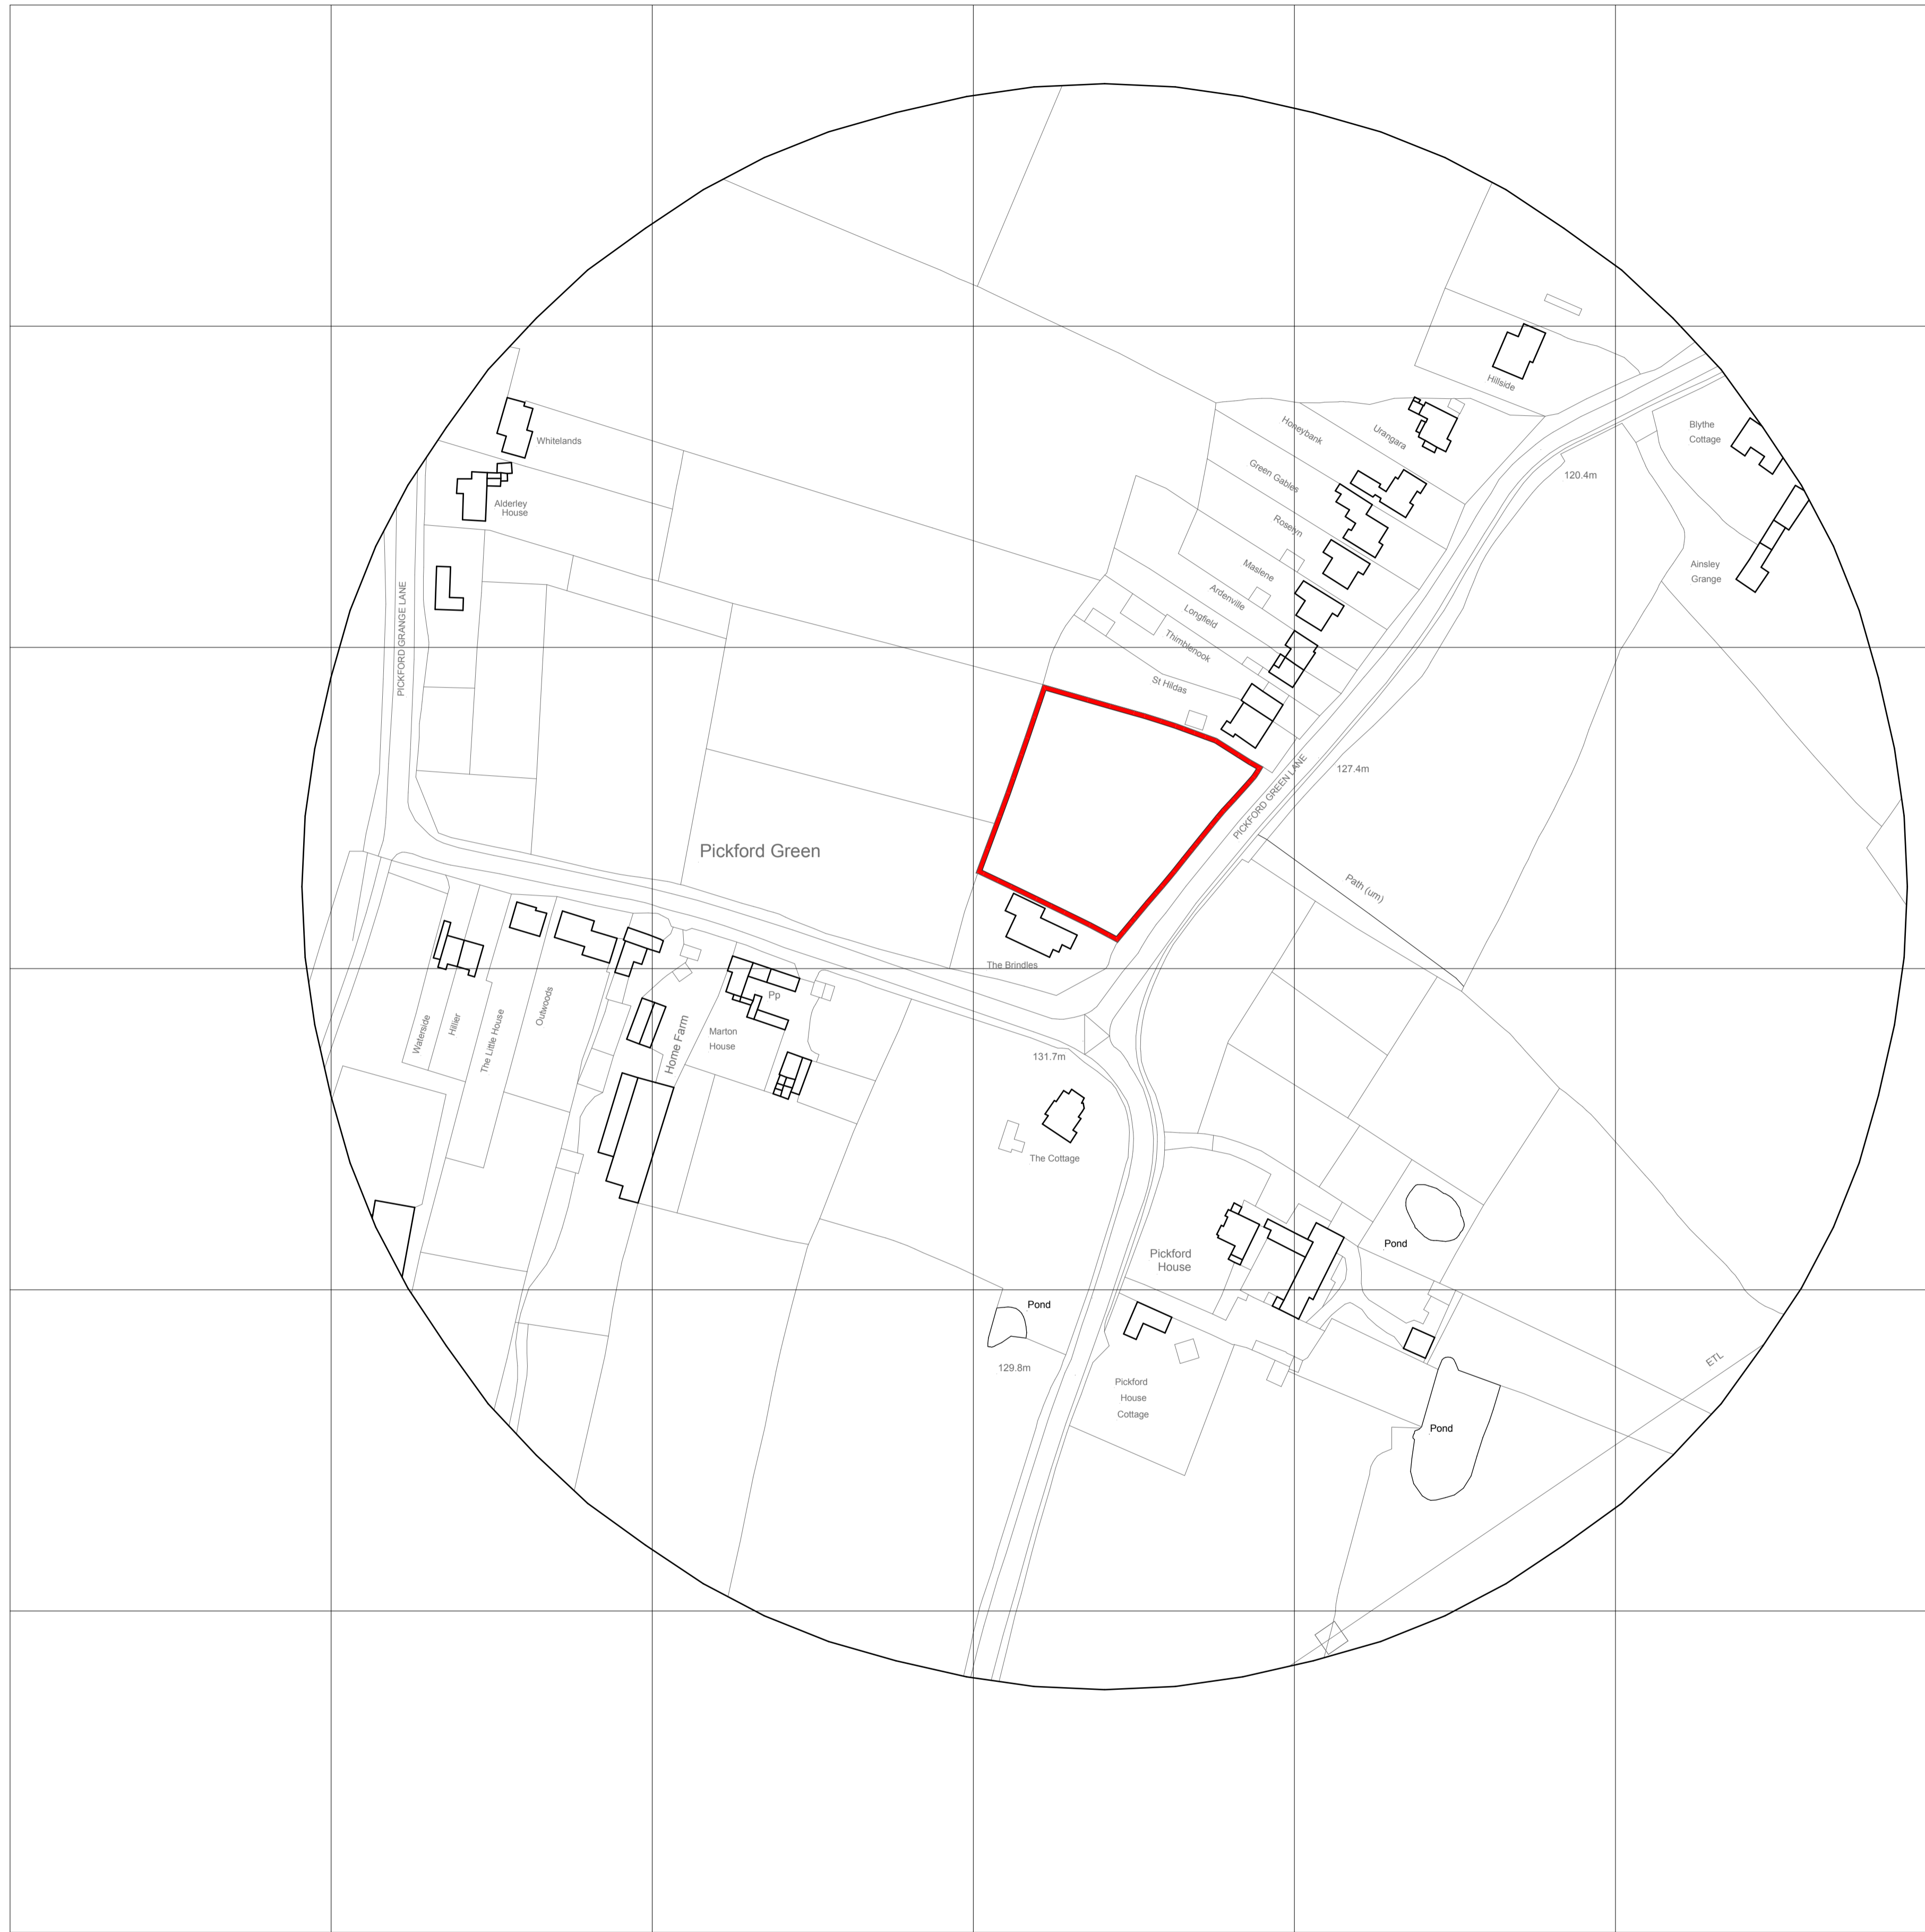 Hillside
Honeybank
Urangara
Blythe
Cottage
Whitelands
Green Gables
120.4m
Alderley
House
Roselyn
Maslene
Ainsley
Grange
Ardenville
Longfield
PICKFORD GRANGE LANE
Thimblenook
St Hildas
127.4m
PICKFORD GREEN LANE
Pickford Green
Path (um)
The Brindles
Pp
Outwoods
Waterside
Hillier
The Little House
Home Farm
Marton
House
131.7m
The Cottage
Pond
Pickford
House
Pond
129.8m
ETL
Pickford
House
Cottage
Pond